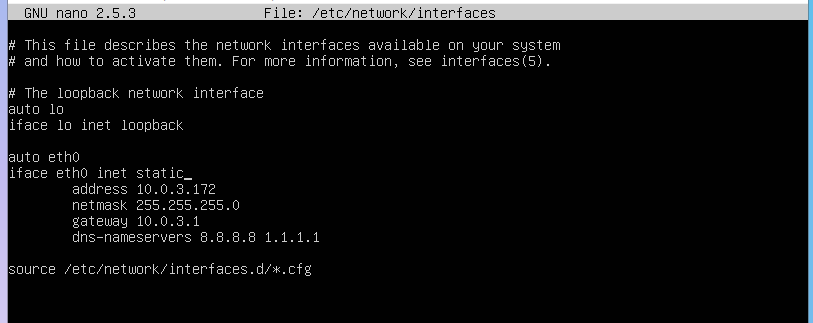 GNU nano 2.5.3 File: /etc/network/interfaces
# This file describes the network interfaces available on your system
# and how to activate them. For more information, see interfaces(5).
# The loopback network interface
auto lo
iface lo inet loopback
auto eth0
iface eth0 inet static_
address 10.0.3.172
netmask 255.255.255.0
gateway 10.0.3.1
dns-nameservers 8.8.8.8 1.1.1.1
source /etc/network/interfaces.d/*.cfg